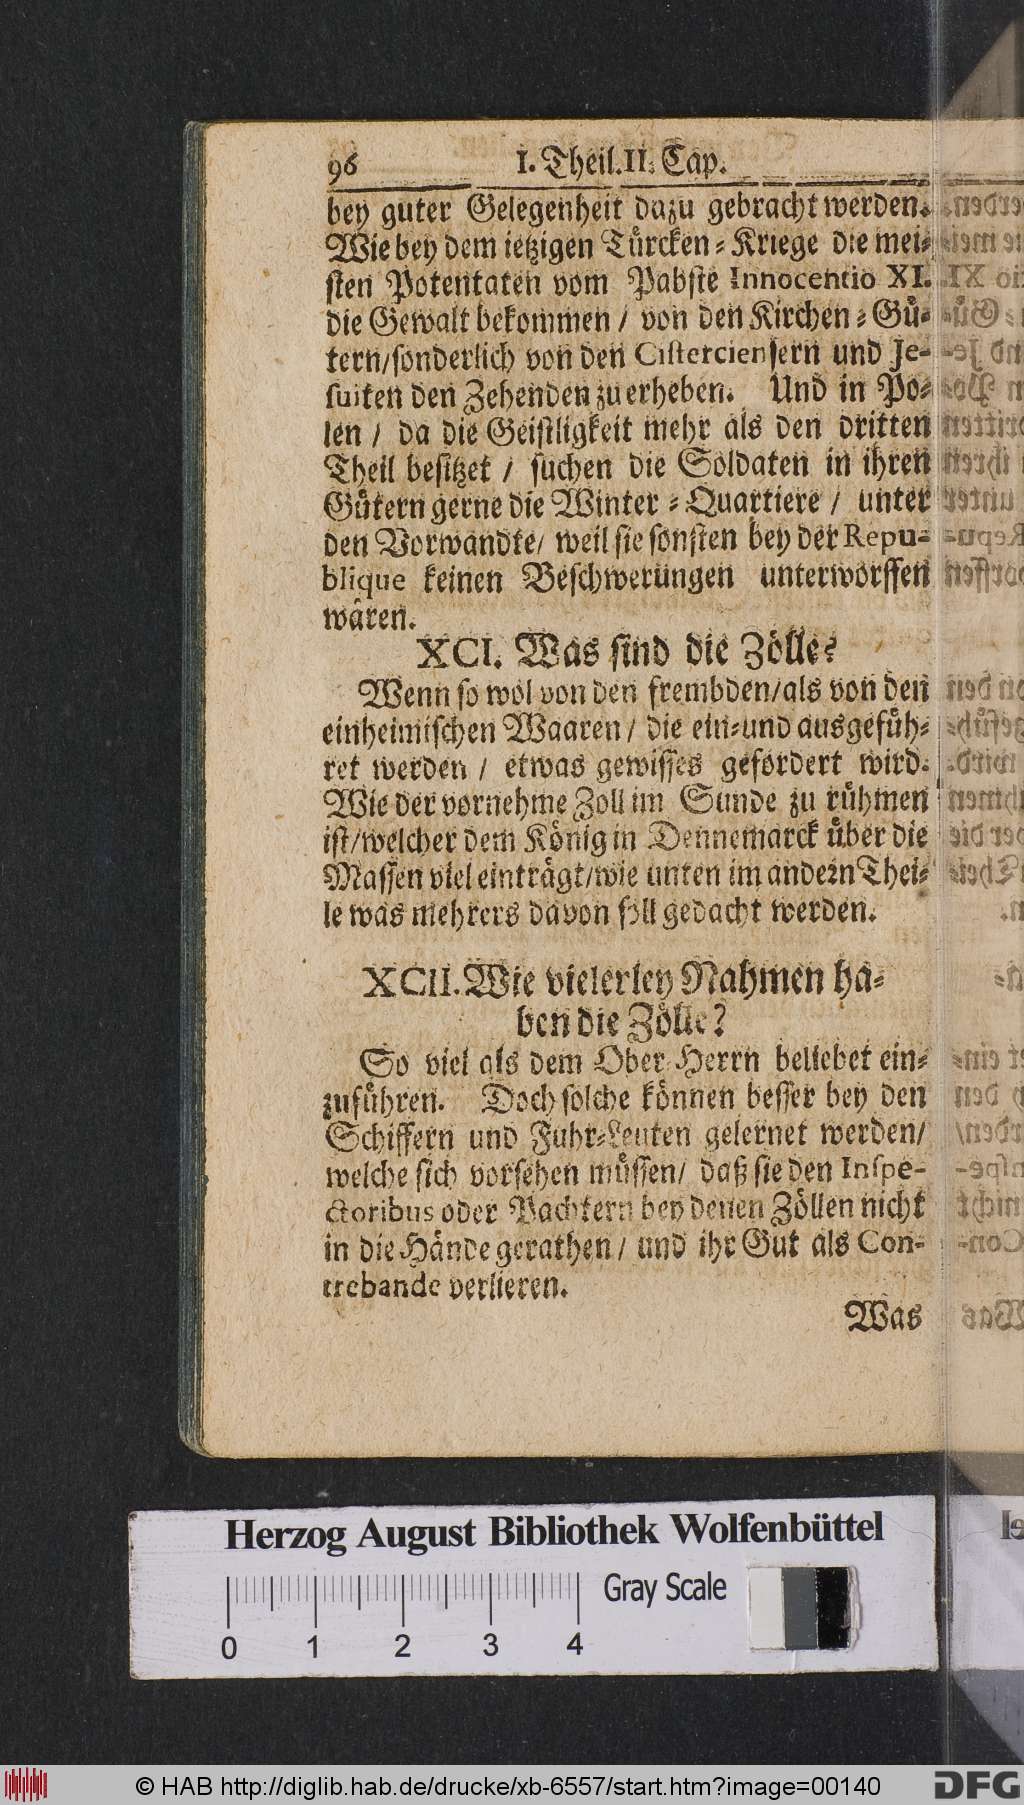 96 I. Theil. II. Cap.
bey guter Gelegenheit dazu gebracht werden.
Wie bey dem ietzigen Türcken-Kriege die mei-
sten Potentaten vom Pabste Innocentio XI.
die Gewalt bekommen / von den Kirchen-Gü-
tern/sonderlich von den Cisterciensern und Je-
suiten den Zehenden zu erheben. Und in Po-
len / da die Geistligkeit mehr als den dritten
Theil besitzet / suchen die Soldaten in ihren
Gütern gerne die Winter-Quartiere / unter
den Vorwandte/ weil sie sonsten bey der Repu-
blique keinen Beschwerungen unterworffen
wären.
XCI. Was sind die Zölle?
Wenn so wol von den frembden/als von den
einheimischen Waaren / die ein-und ausgefüh-
ret werden / etwas gewisses gefordert wird.
Wie der vornehme Zoll im Sunde zu rühmen
ist/welcher dem König in Dennemarck über die
Massen viel einträgt/wie unten im andern Thei-
le was mehrers davon soll gedacht werden.
XCII. Wie vielerley Nahmen ha-
ben die Zölle?
So viel als dem Ober-Herrn beliebet ein-
zuführen. Doch solche können besser bey den
Schiffern und Fuhr-Leuten gelernet werden/
welche sich vorsehen müssen/ daß sie den Inspe-
ctoribus oder Pachtern bey denen Zöllen nicht
in die Hände gerathen / und ihr Gut als Con-
trebande verlieren.
Was
Herzog August Bibliothek Wolfenbüttel
Gray Scale
0 1 2 3 4
© HAB http://diglib.hab.de/drucke/xb-6557/start.htm?image=00140
DFG